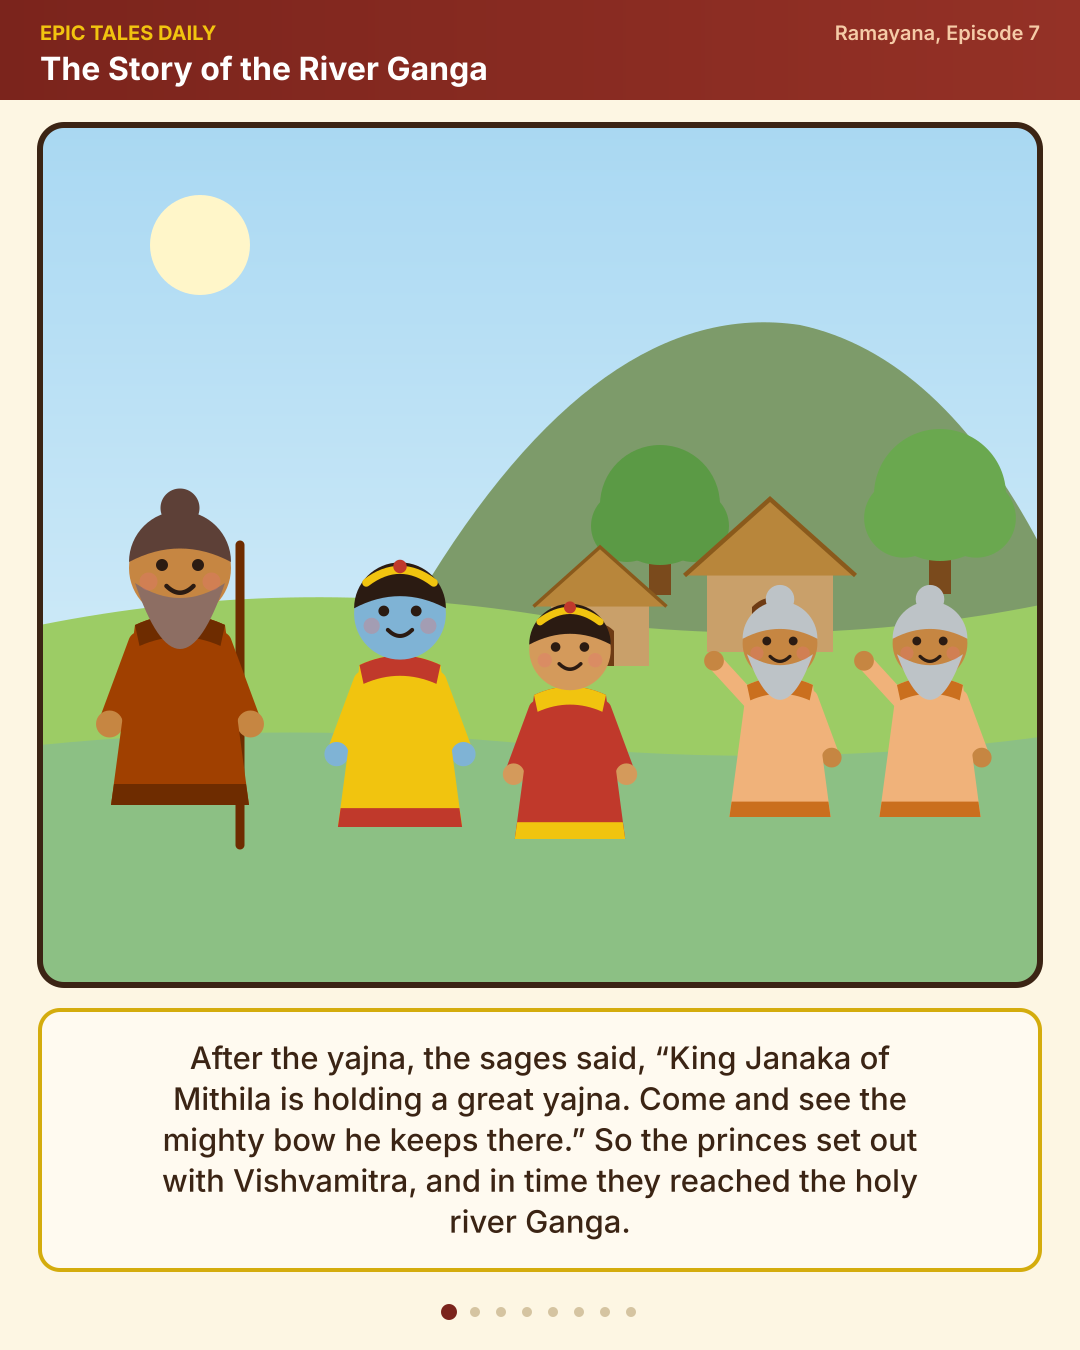 EPIC TALES DAILY
Ramayana, Episode 7
The Story of the River Ganga
After the yajna, the sages said, “King Janaka of
Mithila is holding a great yajna. Come and see the
mighty bow he keeps there.” So the princes set out
with Vishvamitra, and in time they reached the holy
river Ganga.